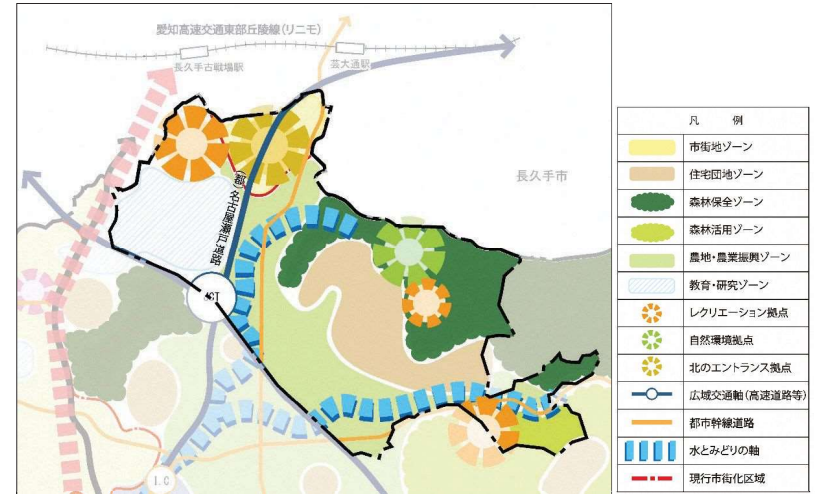 愛知高速交通東部丘陵線(リニモ)
長久手古戦場駅
芸大通駅
長久手市
(都)名古屋瀬戸道路
JCT
I.C
凡 例
市街地ゾーン
住宅団地ゾーン
森林保全ゾーン
森林活用ゾーン
農地・農業振興ゾーン
教育・研究ゾーン
レクリエーション拠点
自然環境拠点
北のエントランス拠点
広域交通軸(高速道路等)
都市幹線道路
水とみどりの軸
現行市街化区域